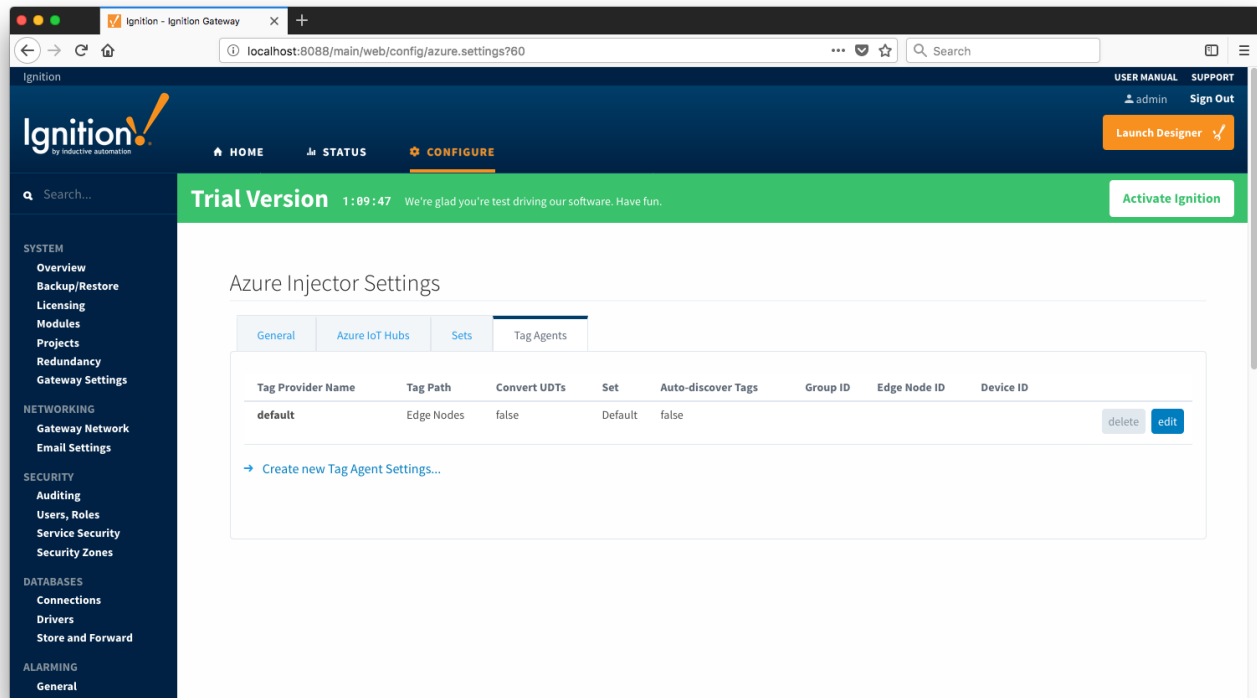 Ignition - Ignition Gateway
localhost:8088/main/web/config/azure.settings?60
Search
Ignition
USER MANUAL SUPPORT
admin Sign Out
Ignition!
by inductive automation
Launch Designer
HOME STATUS CONFIGURE
Search...
Trial Version 1:09:47 We're glad you're test driving our software. Have fun.
Activate Ignition
SYSTEM
Overview
Backup/Restore
Licensing
Modules
Projects
Redundancy
Gateway Settings
NETWORKING
Gateway Network
Email Settings
SECURITY
Auditing
Users, Roles
Service Security
Security Zones
DATABASES
Connections
Drivers
Store and Forward
ALARMING
General
Azure Injector Settings
General Azure IoT Hubs Sets Tag Agents
Tag Provider Name Tag Path Convert UDTs Set Auto-discover Tags Group ID Edge Node ID Device ID
default Edge Nodes false Default false
delete edit
Create new Tag Agent Settings...